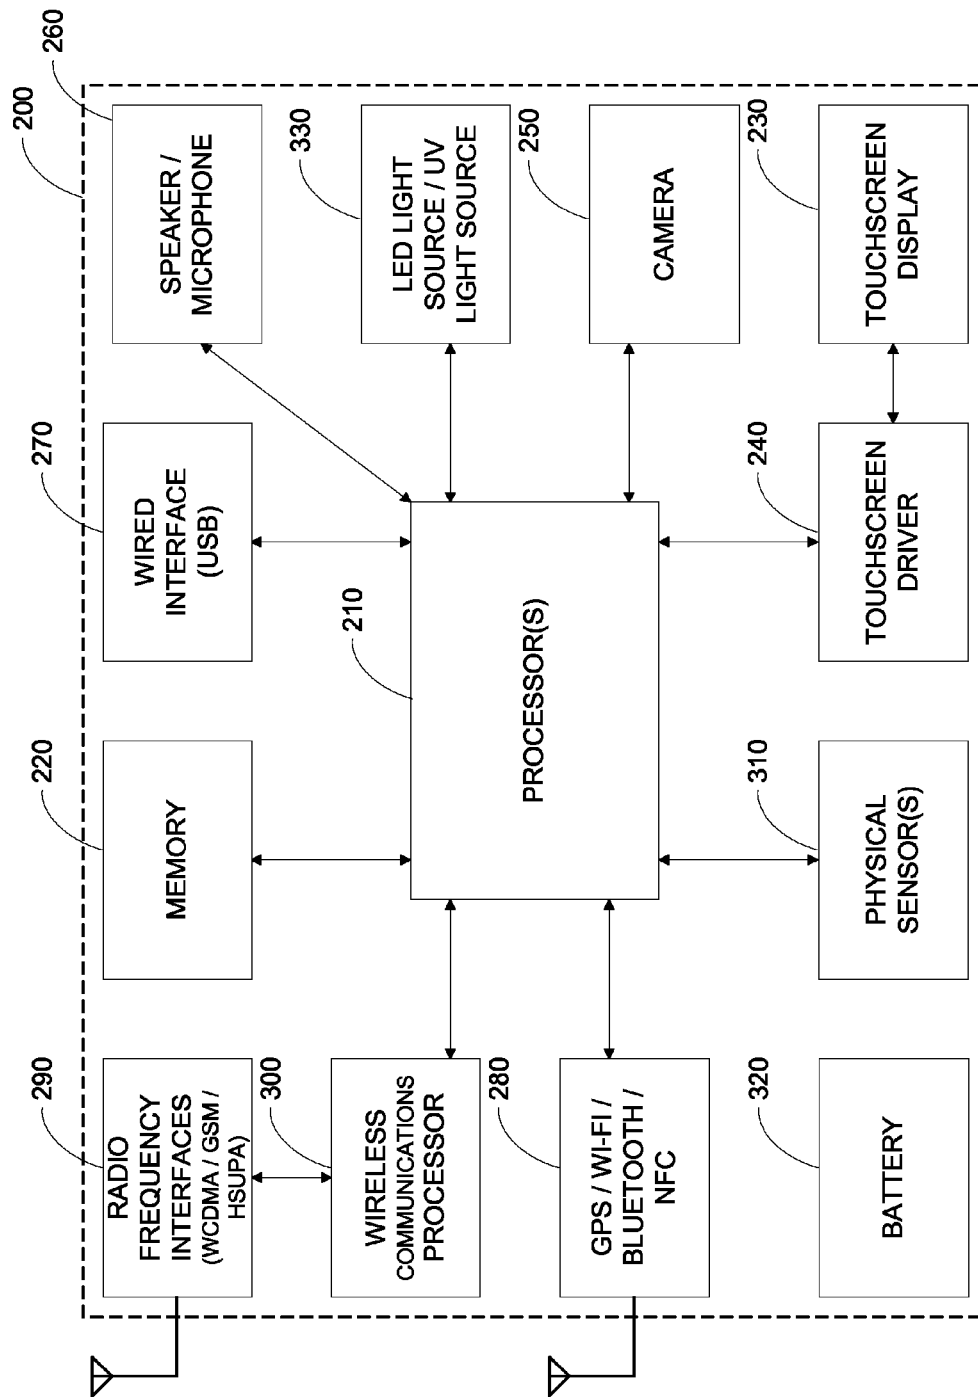 200
290
RADIO
FREQUENCY
INTERFACES
(WCDMA / GSM /
HSUPA)
220
MEMORY
270
WIRED
INTERFACE
(USB)
260
SPEAKER /
MICROPHONE
300
WIRELESS
COMMUNICATIONS
PROCESSOR
210
PROCESSOR(S)
330
LED LIGHT
SOURCE / UV
LIGHT SOURCE
280
GPS / WI-FI /
BLUETOOTH /
NFC
250
CAMERA
320
BATTERY
310
PHYSICAL
SENSOR(S)
240
TOUCHSCREEN
DRIVER
230
TOUCHSCREEN
DISPLAY